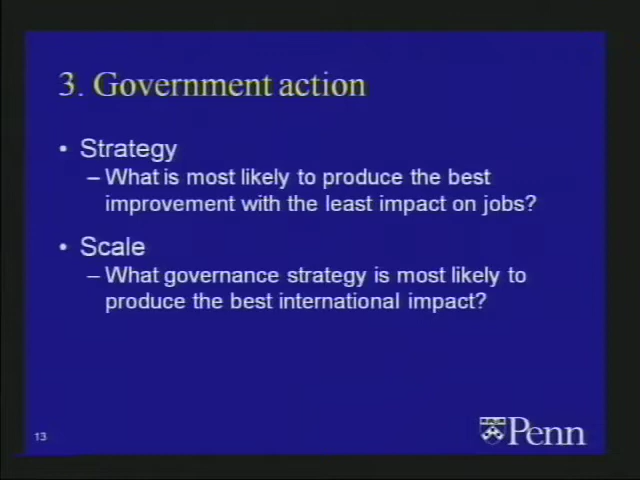 3. Government action
• Strategy
– What is most likely to produce the best
improvement with the least impact on jobs?
• Scale
– What governance strategy is most likely to
produce the best international impact?
13
Penn